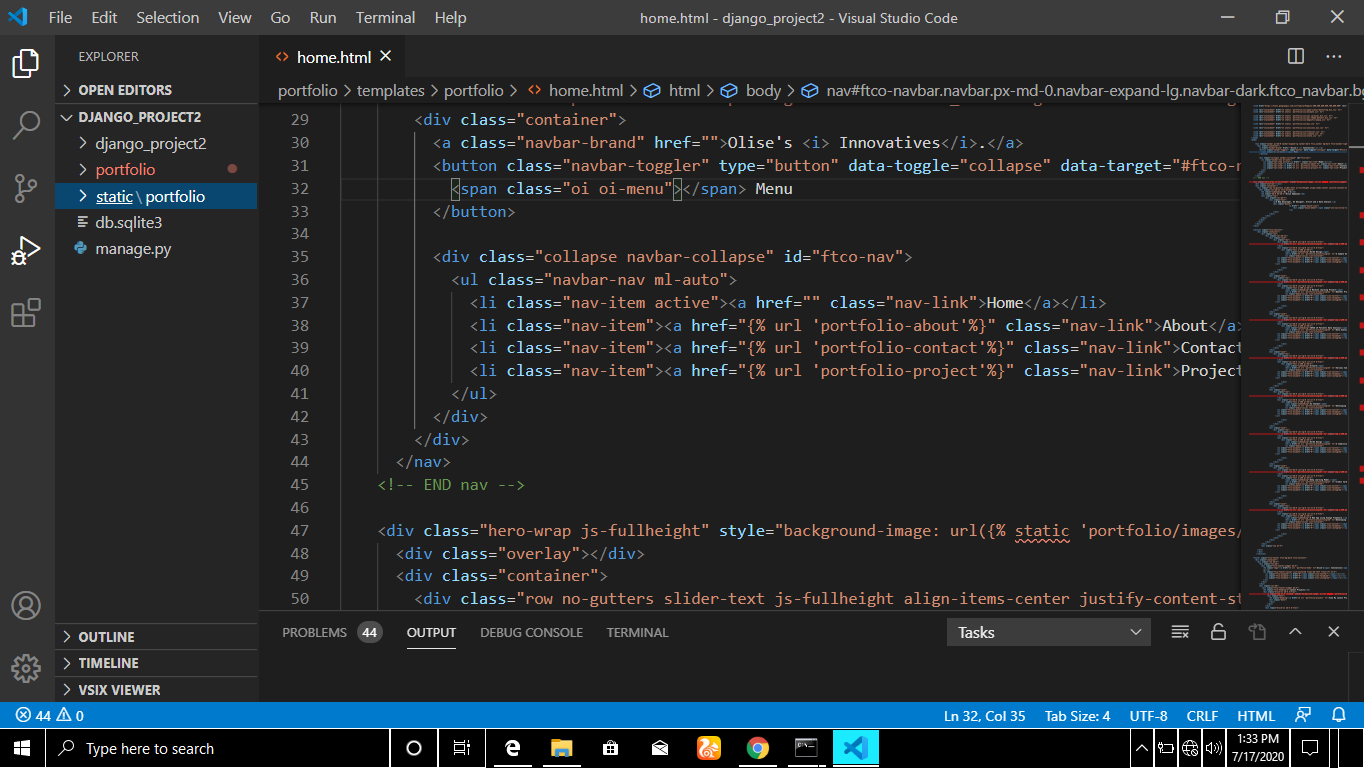 File Edit Selection View Go Run Terminal Help
home.html - django_project2 - Visual Studio Code
EXPLORER
OPEN EDITORS
DJANGO_PROJECT2
django_project2
portfolio
static\portfolio
db.sqlite3
manage.py
OUTLINE
TIMELINE
VSIX VIEWER
<> home.html
portfolio > templates > portfolio > <> home.html > html > body > nav#ftco-navbar.navbar.px-md-0.navbar-expand-lg.navbar-dark.ftco_navbar.bg
29 <div class="container">
30 <a class="navbar-brand" href="">Olise's <i> Innovatives</i>.</a>
31 <button class="navbar-toggler" type="button" data-toggle="collapse" data-target="#ftco-n
32 <span class="oi oi-menu"></span> Menu
33 </button>
34
35 <div class="collapse navbar-collapse" id="ftco-nav">
36 <ul class="navbar-nav ml-auto">
37 <li class="nav-item active"><a href="" class="nav-link">Home</a></li>
38 <li class="nav-item"><a href="{% url 'portfolio-about'%}" class="nav-link">About</a>
39 <li class="nav-item"><a href="{% url 'portfolio-contact'%}" class="nav-link">Contact
40 <li class="nav-item"><a href="{% url 'portfolio-project'%}" class="nav-link">Project
41 </ul>
42 </div>
43 </div>
44 </nav>
45 <!-- END nav -->
46
47 <div class="hero-wrap js-fullheight" style="background-image: url({% static 'portfolio/images/
48 <div class="overlay"></div>
49 <div class="container">
50 <div class="row no-gutters slider-text js-fullheight align-items-center justify-content-st
PROBLEMS 44 OUTPUT DEBUG CONSOLE TERMINAL
Tasks
44 0
Ln 32, Col 35 Tab Size: 4 UTF-8 CRLF HTML
Type here to search
1:33 PM
7/17/2020